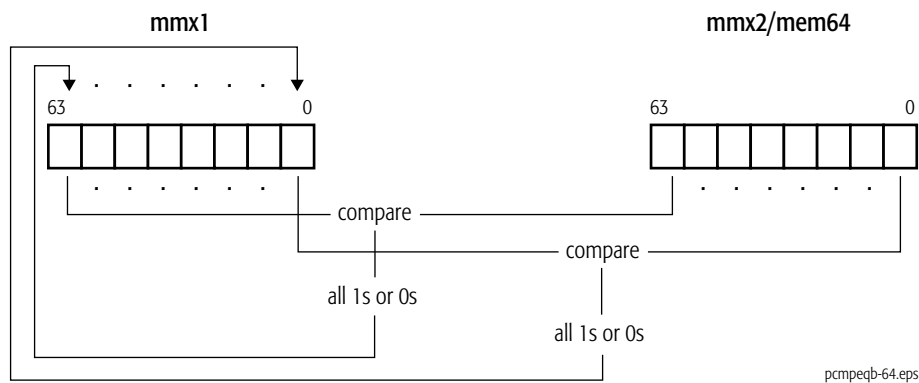 mmx1 mmx2/mem64
. . . . . .
63 0 63 0
. . . . . . . . . . . .
compare
compare
all 1s or 0s
all 1s or 0s
pcmpeqb-64.eps